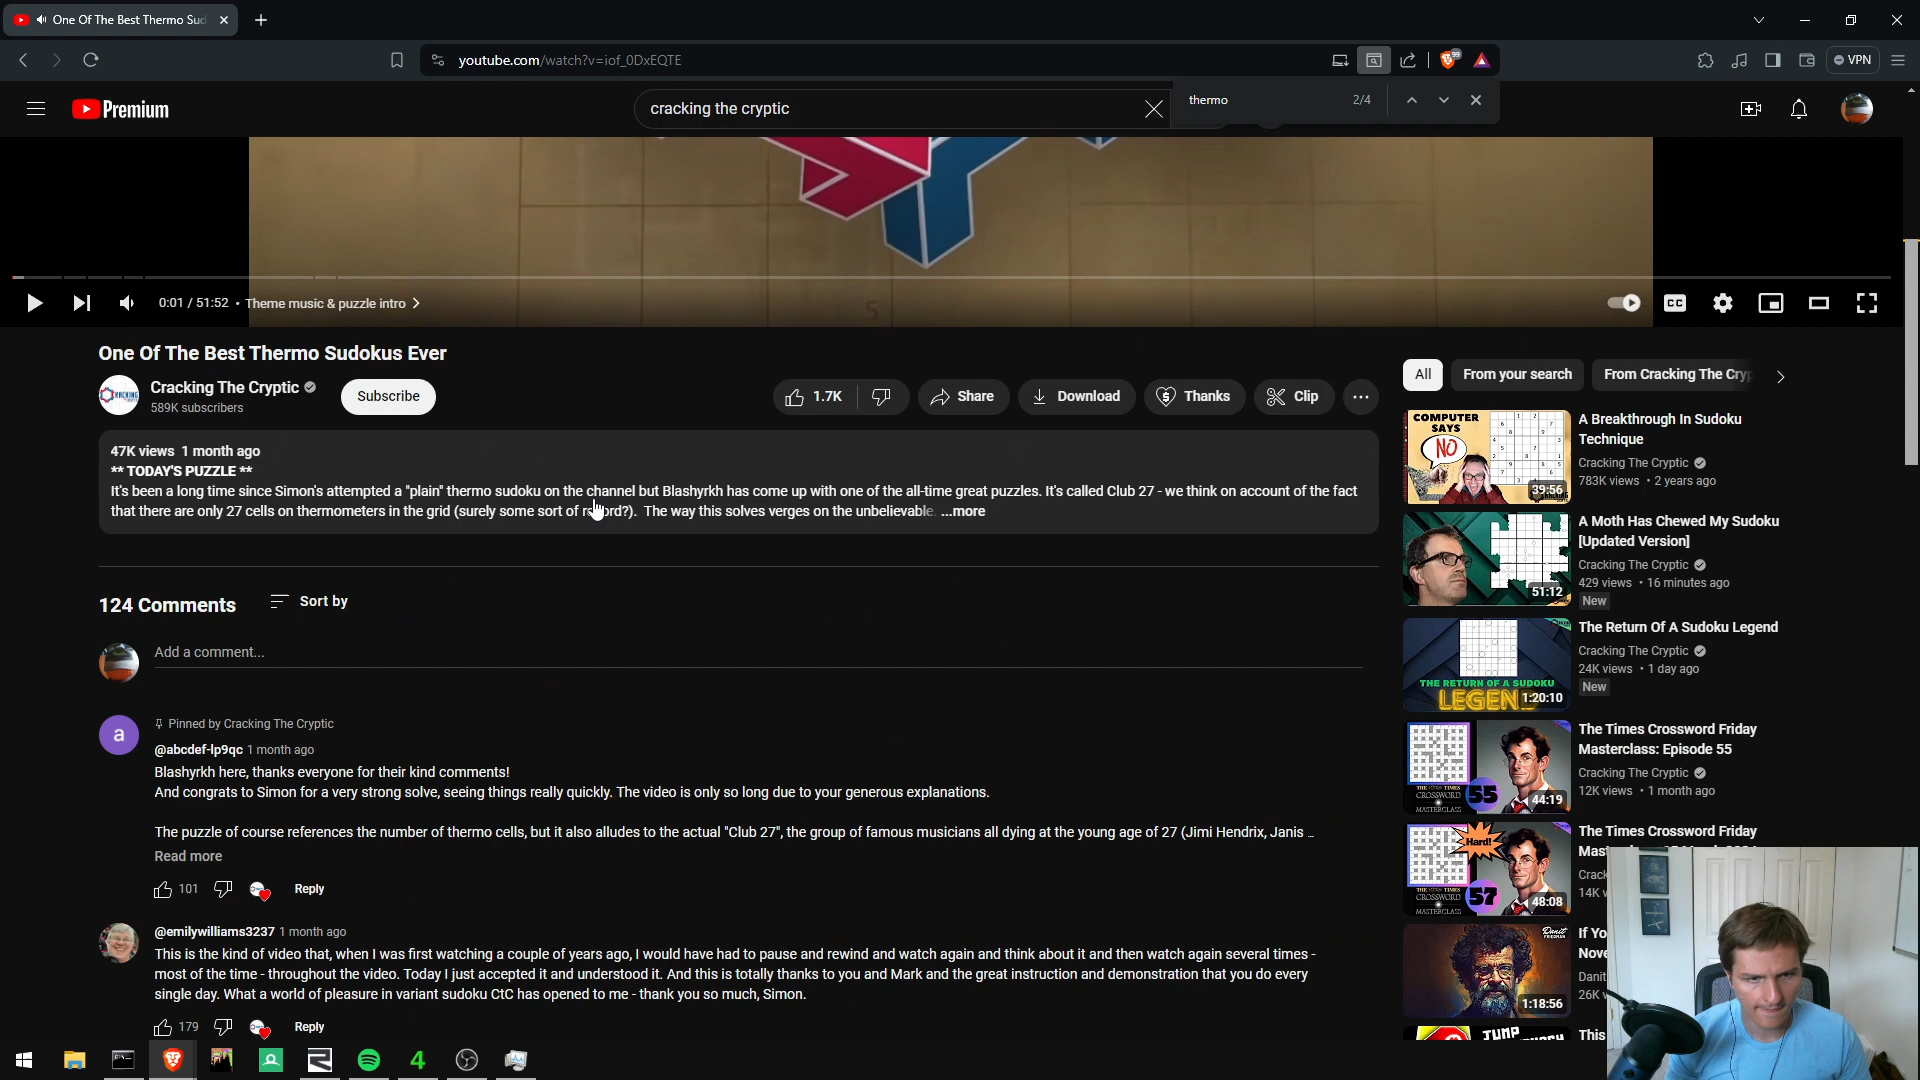 One Of The Best Thermo Sud
youtube.com/watch?v=iof_0DxEQTE
99
VPN
Premium
cracking the cryptic
thermo
2/4
5
0:01 / 51:52 • Theme music & puzzle intro
CC
One Of The Best Thermo Sudokus Ever
Cracking The Cryptic
589K subscribers
Subscribe
1.7K
Share
Download
Thanks
Clip
47K views 1 month ago
** TODAY'S PUZZLE **
It's been a long time since Simon's attempted a "plain" thermo sudoku on the channel but Blashyrkh has come up with one of the all-time great puzzles. It's called Club 27 - we think on account of the fact
that there are only 27 cells on thermometers in the grid (surely some sort of record?). The way this solves verges on the unbelievable. ...more
124 Comments
Sort by
Add a comment...
a
Pinned by Cracking The Cryptic
@abcdef-lp9qc 1 month ago
Blashyrkh here, thanks everyone for their kind comments!
And congrats to Simon for a very strong solve, seeing things really quickly. The video is only so long due to your generous explanations.
The puzzle of course references the number of thermo cells, but it also alludes to the actual "Club 27", the group of famous musicians all dying at the young age of 27 (Jimi Hendrix, Janis ...
Read more
101
Reply
@emilywilliams3237 1 month ago
This is the kind of video that, when I was first watching a couple of years ago, I would have had to pause and rewind and watch again and think about it and then watch again several times -
most of the time - throughout the video. Today I just accepted it and understood it. And this is totally thanks to you and Mark and the great instruction and demonstration that you do every
single day. What a world of pleasure in variant sudoku CtC has opened to me - thank you so much, Simon.
179
Reply
All
From your search
From Cracking The Cryp
COMPUTER
SAYS
NO
39:56
A Breakthrough In Sudoku
Technique
Cracking The Cryptic
783K views • 2 years ago
51:12
A Moth Has Chewed My Sudoku
[Updated Version]
Cracking The Cryptic
429 views • 16 minutes ago
New
THE RETURN OF A SUDOKU
LEGEN
1:20:10
The Return Of A Sudoku Legend
Cracking The Cryptic
24K views • 1 day ago
New
THE TIMES
CROSSWORD
MASTERCLASS
55
44:19
The Times Crossword Friday
Masterclass: Episode 55
Cracking The Cryptic
12K views • 1 month ago
Hard!
THE TIMES
CROSSWORD
MASTERCLASS
57
48:08
The Times Crossword Friday
Mas
Crack
14K v
Danit
FRIEDMAN
1:18:56
If Yo
Nove
Danit
26K v
JUMP
This
4